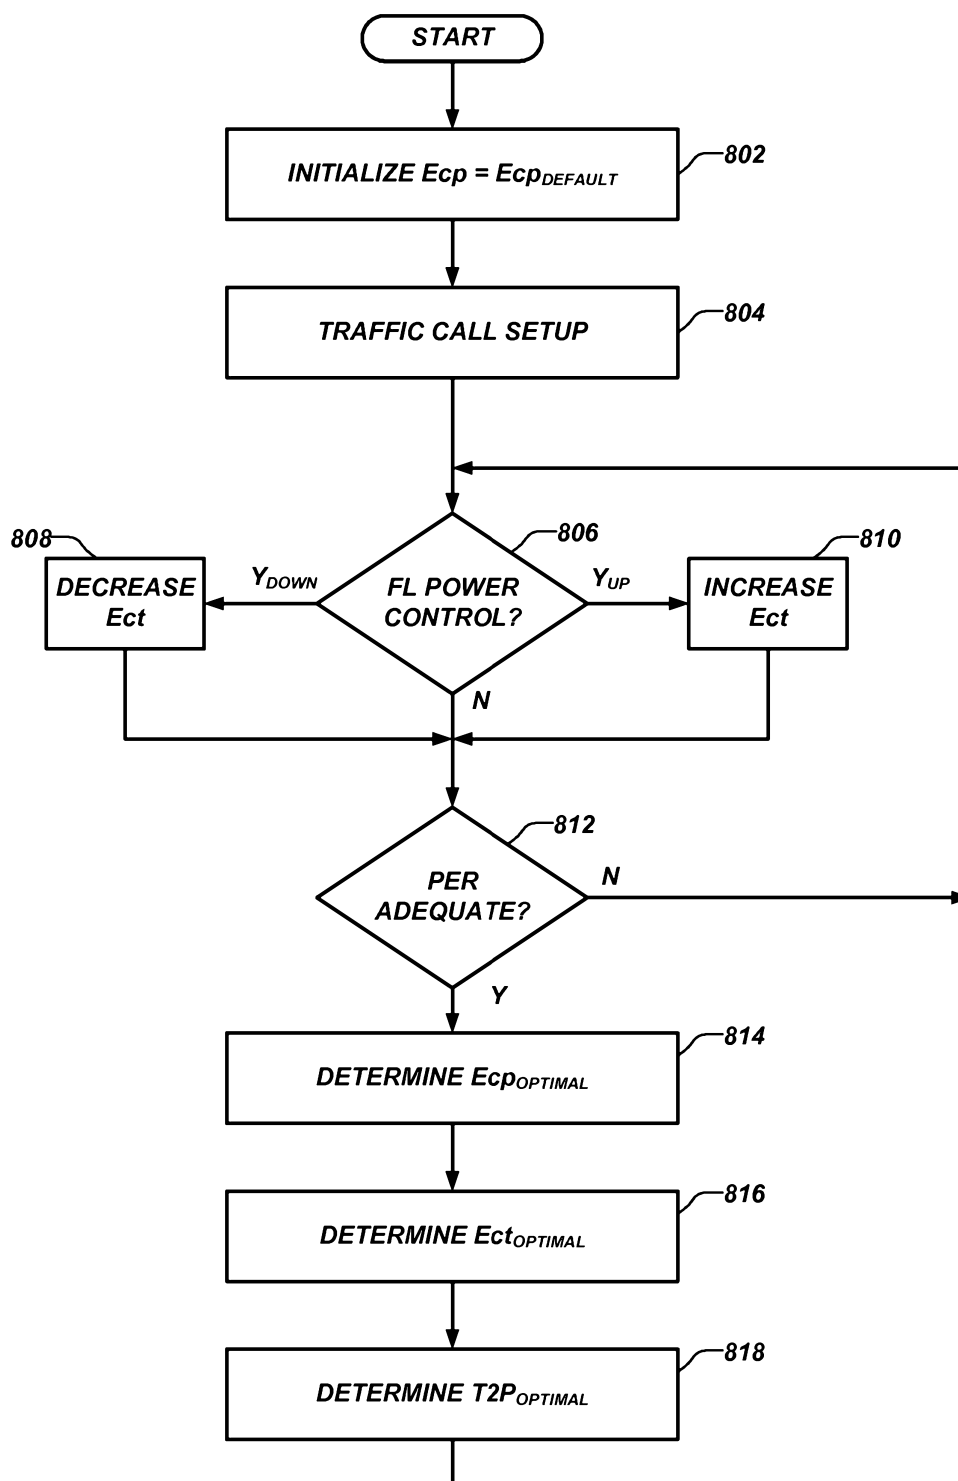 START
INITIALIZE Ecp = EcpDEFAULT
802
TRAFFIC CALL SETUP
804
808
806
810
DECREASE
Ect
YDOWN
FL POWER
CONTROL?
YUP
INCREASE
Ect
N
812
PER
ADEQUATE?
N
Y
814
DETERMINE EcpOPTIMAL
816
DETERMINE EctOPTIMAL
818
DETERMINE T2POPTIMAL